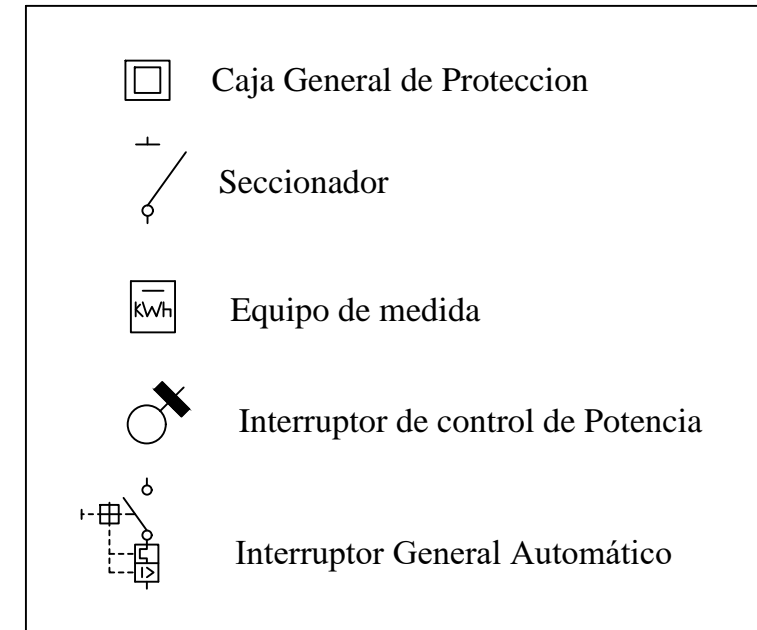 Caja General de Proteccion
Seccionador
KWh
Equipo de medida
Interruptor de control de Potencia
Interruptor General Automático
I>